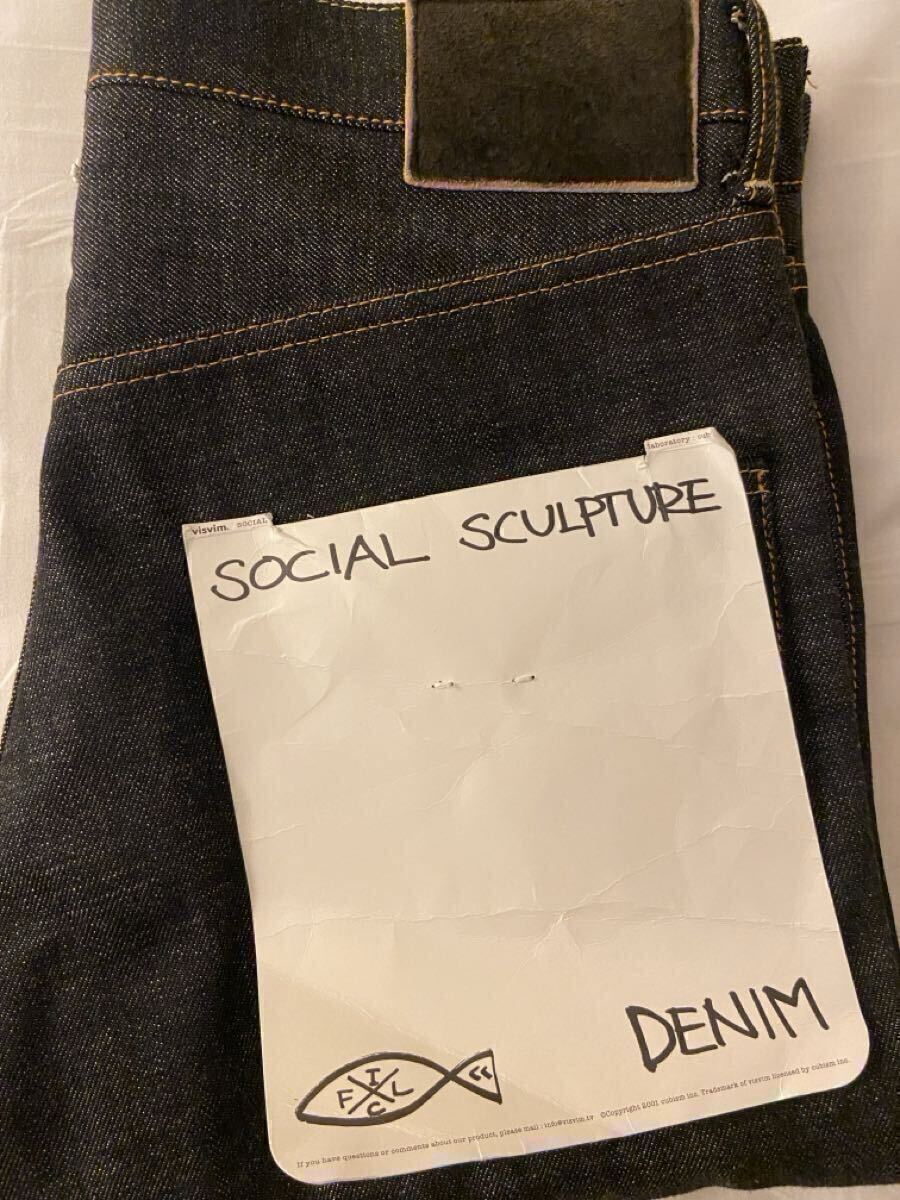 laboratory : cub
visvim. SOCIAL
SOCIAL SCULPTURE
DENIM
F I L C
If you have questions or comments about our product, please mail : info@visvim.tv ©Copyright 2001 cubism inc. Trademark of visvim licensed by cubism inc.